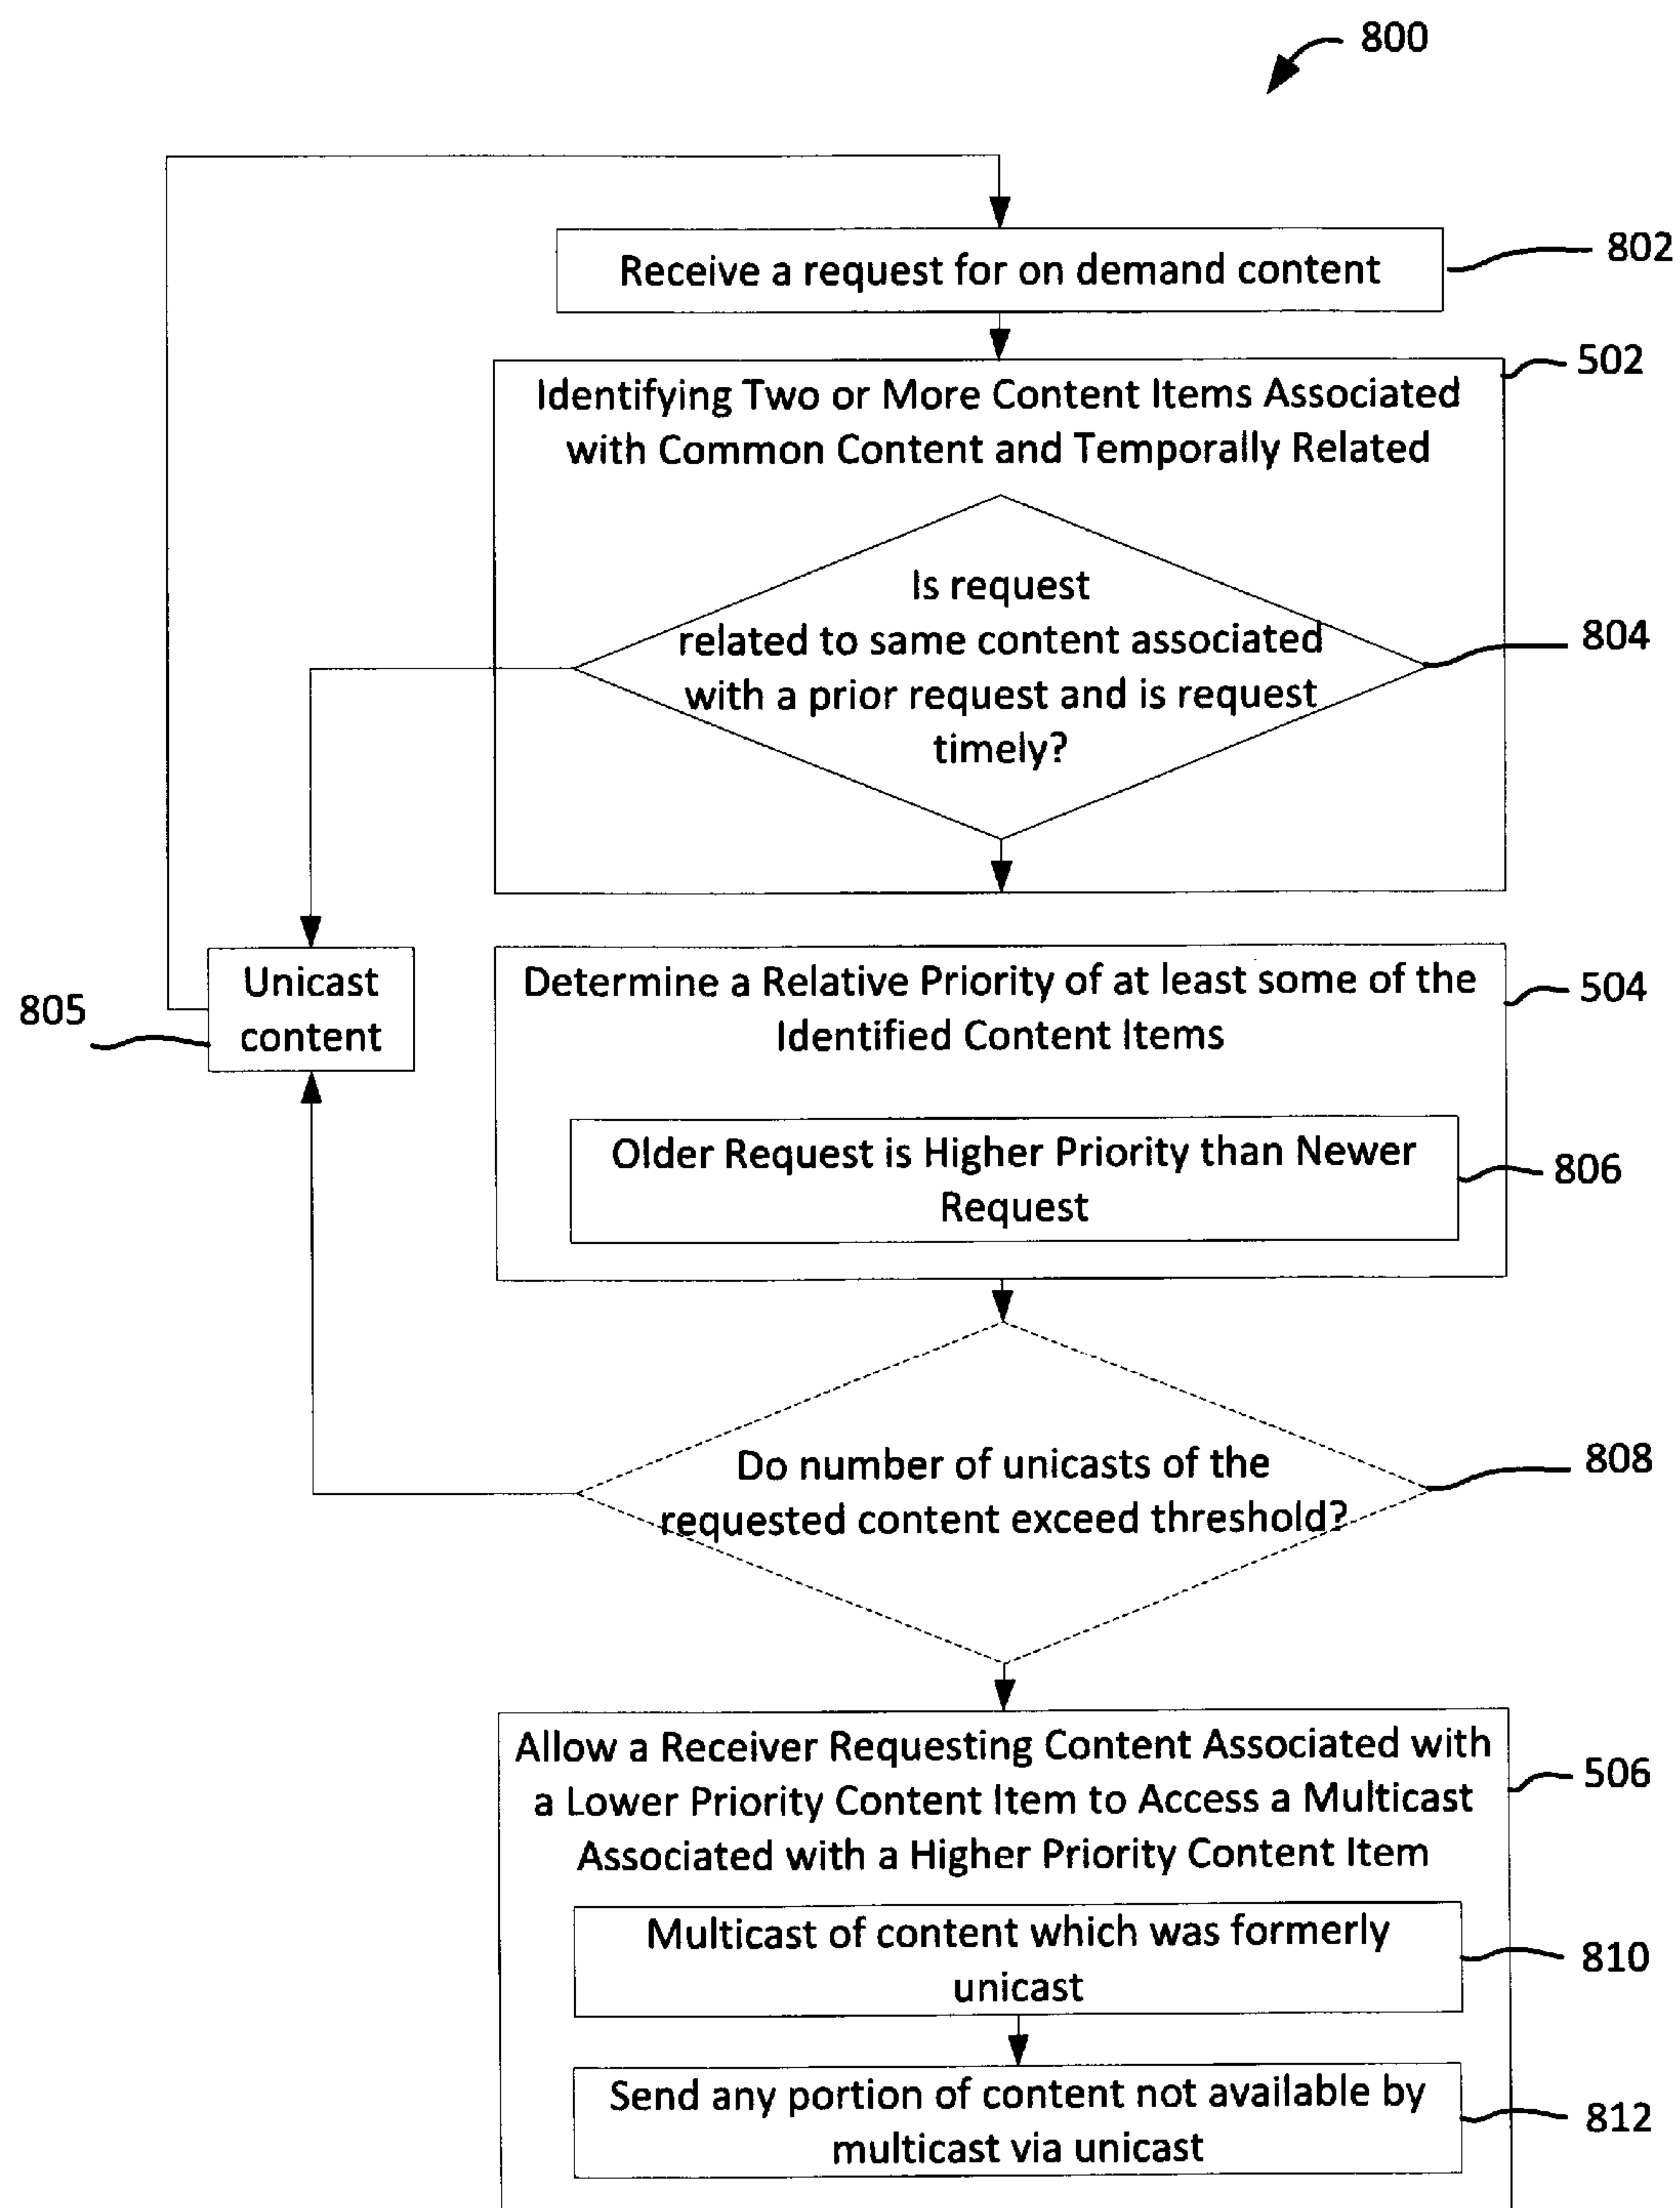 800
Receive a request for on demand content
802
Identifying Two or More Content Items Associated
with Common Content and Temporally Related
502
Is request
related to same content associated
with a prior request and is request
timely?
804
Unicast
content
805
Determine a Relative Priority of at least some of the
Identified Content Items
504
Older Request is Higher Priority than Newer
Request
806
Do number of unicasts of the
requested content exceed threshold?
808
Allow a Receiver Requesting Content Associated with
a Lower Priority Content Item to Access a Multicast
Associated with a Higher Priority Content Item
506
Multicast of content which was formerly
unicast
810
Send any portion of content not available by
multicast via unicast
812